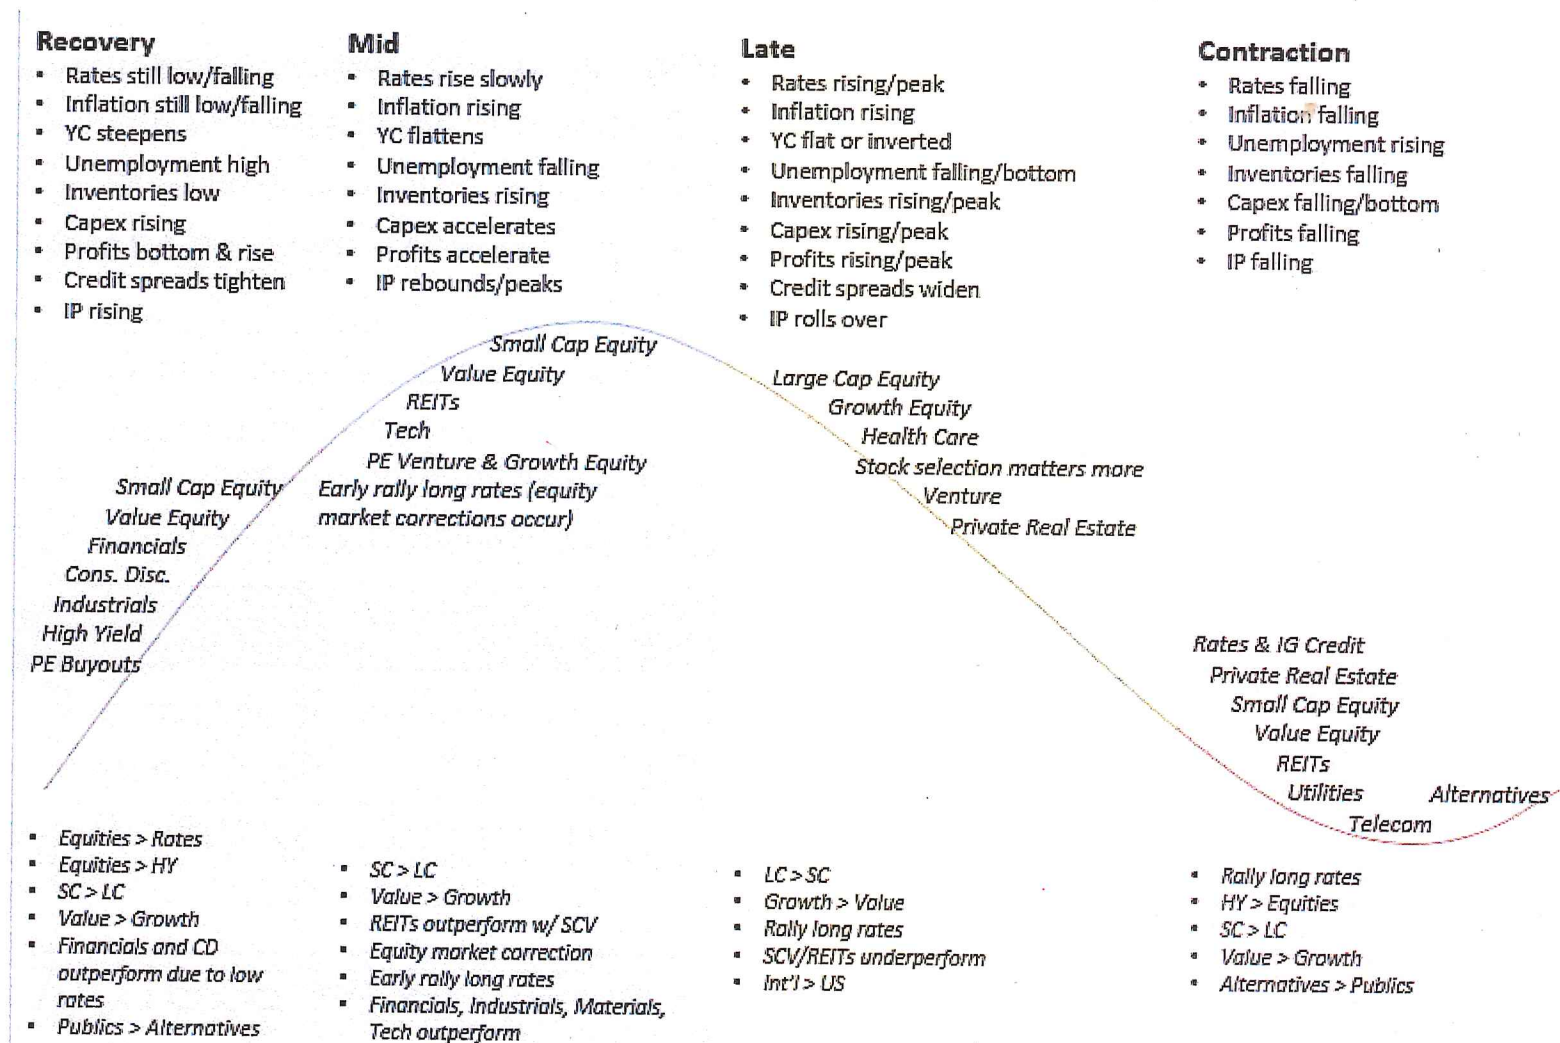 Recovery
• Rates still low/falling
• Inflation still low/falling
• YC steepens
• Unemployment high
• Inventories low
• Capex rising
• Profits bottom & rise
• Credit spreads tighten
• IP rising
Mid
• Rates rise slowly
• Inflation rising
• YC flattens
• Unemployment falling
• Inventories rising
• Capex accelerates
• Profits accelerate
• IP rebounds/peaks
Late
• Rates rising/peak
• Inflation rising
• YC flat or inverted
• Unemployment falling/bottom
• Inventories rising/peak
• Capex rising/peak
• Profits rising/peak
• Credit spreads widen
• IP rolls over
Contraction
• Rates falling
• Inflation falling
• Unemployment rising
• Inventories falling
• Capex falling/bottom
• Profits falling
• IP falling
Small Cap Equity
Value Equity
Financials
Cons. Disc.
Industrials
High Yield
PE Buyouts
Small Cap Equity
Value Equity
REITs
Tech
PE Venture & Growth Equity
Early rally long rates (equity
market corrections occur)
Large Cap Equity
Growth Equity
Health Care
Stock selection matters more
Venture
Private Real Estate
Rates & IG Credit
Private Real Estate
Small Cap Equity
Value Equity
REITs
Utilities
Telecom
Alternatives
• Equities > Rates
• Equities > HY
• SC > LC
• Value > Growth
• Financials and CD
outperform due to low
rates
• Publics > Alternatives
• SC > LC
• Value > Growth
• REITs outperform w/ SCV
• Equity market correction
• Early rally long rates
• Financials, Industrials, Materials,
Tech outperform
• LC > SC
• Growth > Value
• Rally long rates
• SCV/REITs underperform
• Int'l > US
• Rally long rates
• HY > Equities
• SC > LC
• Value > Growth
• Alternatives > Publics